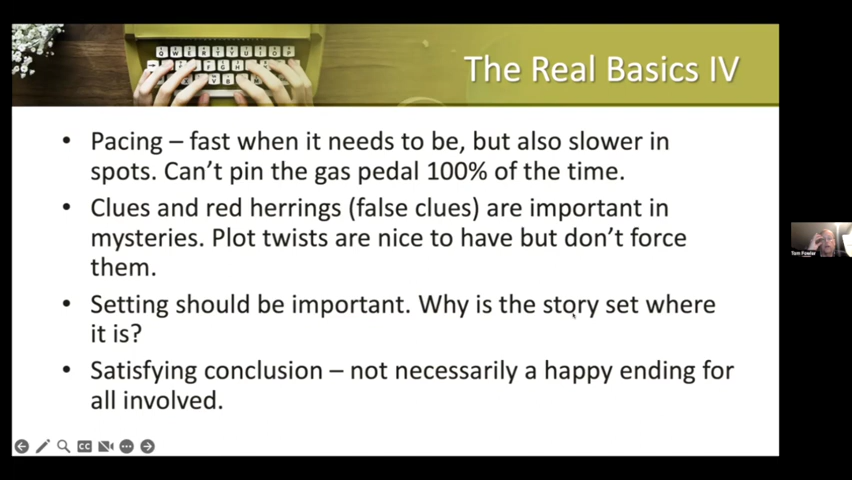 The Real Basics IV
• Pacing – fast when it needs to be, but also slower in
spots. Can't pin the gas pedal 100% of the time.
• Clues and red herrings (false clues) are important in
mysteries. Plot twists are nice to have but don't force
them.
• Setting should be important. Why is the story set where
it is?
• Satisfying conclusion – not necessarily a happy ending for
all involved.
CC
Tom Fowler